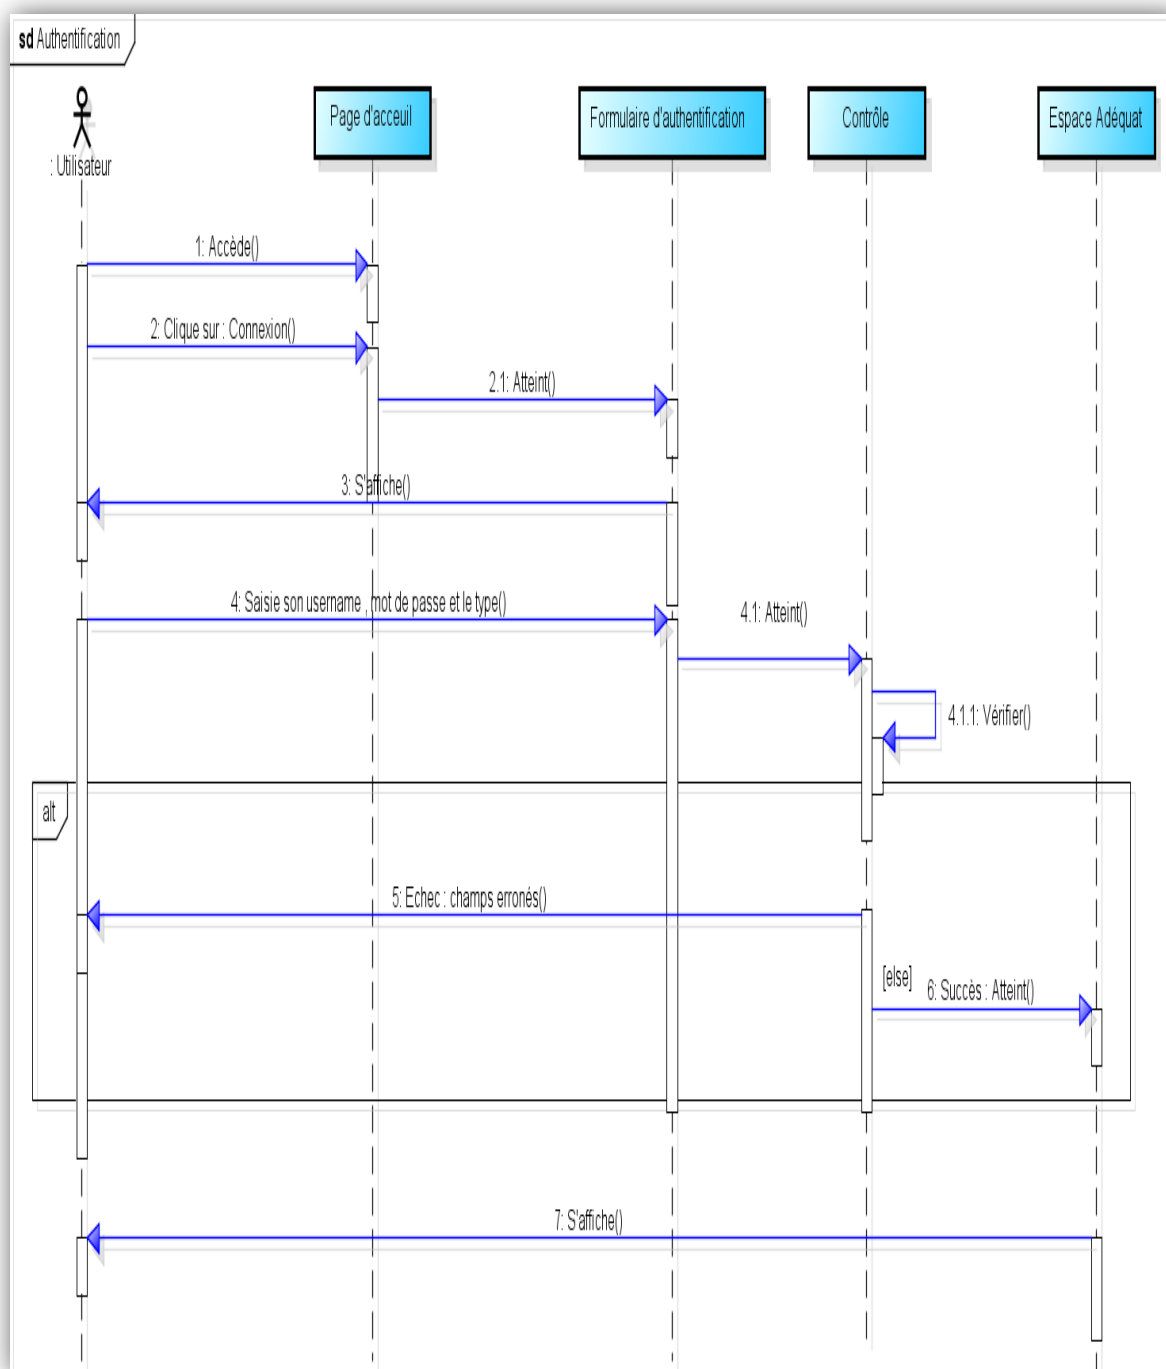 sd Authentification
: Utilisateur
Page d'acceuil
Formulaire d'authentification
Contrôle
Espace Adéquat
1: Accède()
2: Clique sur : Connexion()
2.1: Atteint()
3: S'affiche()
4: Saisie son username , mot de passe et le type()
4.1: Atteint()
4.1.1: Vérifier()
alt
5: Echec : champs erronés()
[else]
6: Succès : Atteint()
7: S'affiche()